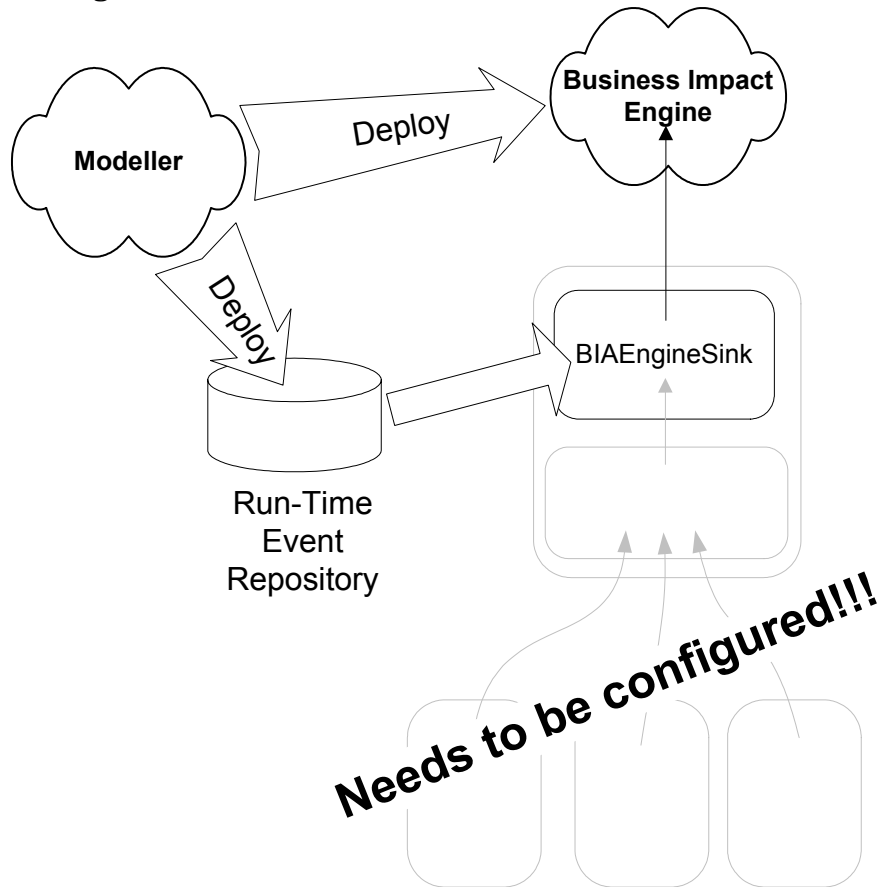 Business Impact
Engine
Deploy
Modeller
Deploy
BIAEngineSink
Run-Time
Event
Repository
Needs to be configured!!!